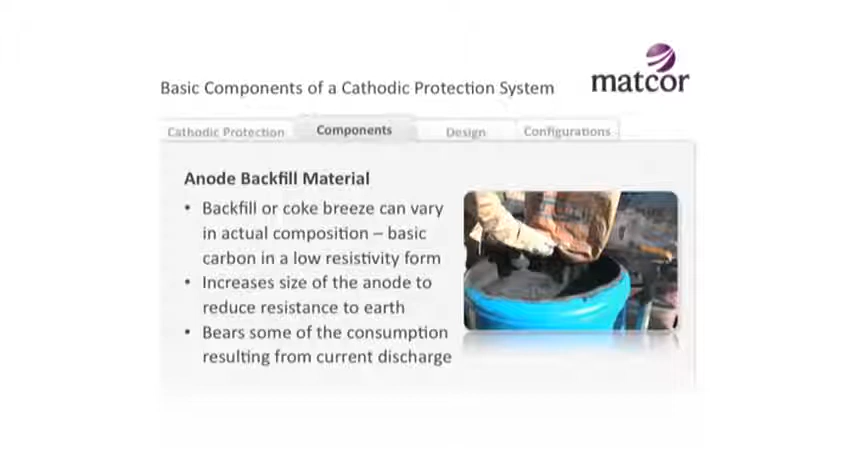 matcor
Basic Components of a Cathodic Protection System
Cathodic Protection
Components
Design
Configurations
Anode Backfill Material
• Backfill or coke breeze can vary
in actual composition – basic
carbon in a low resistivity form
• Increases size of the anode to
reduce resistance to earth
• Bears some of the consumption
resulting from current discharge